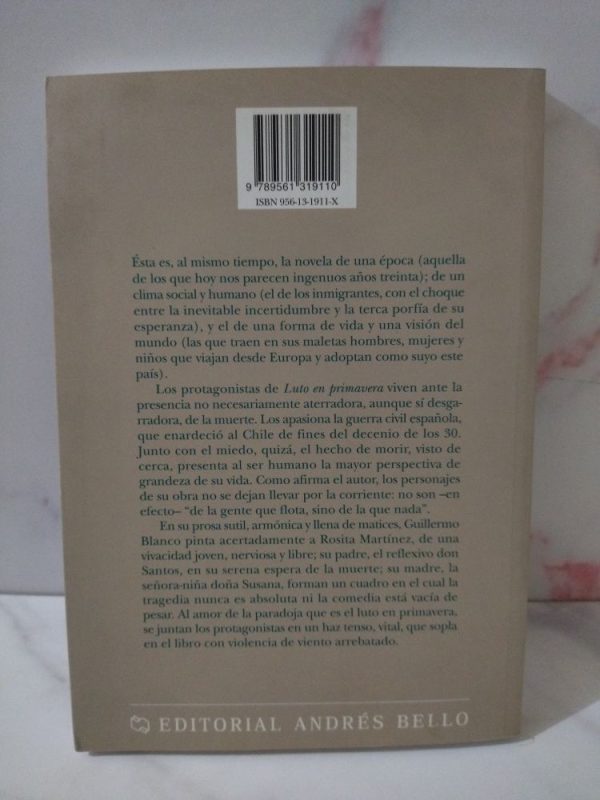 9 789561 319110
ISBN 956-13-1911-X
Ésta es, al mismo tiempo, la novela de una época (aquella
de los que hoy nos parecen ingenuos años treinta); de un
clima social y humano (el de los inmigrantes, con el choque
entre la inevitable incertidumbre y la terca porfía de su
esperanza), y el de una forma de vida y una visión del
mundo (las que traen en sus maletas hombres, mujeres y
niños que viajan desde Europa y adoptan como suyo este
país).
Los protagonistas de Luto en primavera viven ante la
presencia no necesariamente aterradora, aunque sí desga-
rradora, de la muerte. Los apasiona la guerra civil española,
que enardeció al Chile de fines del decenio de los 30.
Junto con el miedo, quizá, el hecho de morir, visto de
cerca, presenta al ser humano la mayor perspectiva de
grandeza de su vida. Como afirma el autor, los personajes
de su obra no se dejan llevar por la corriente: no son –en
efecto– “de la gente que flota, sino de la que nada”.
En su prosa sutil, armónica y llena de matices, Guillermo
Blanco pinta acertadamente a Rosita Martínez, de una
vivacidad joven, nerviosa y libre; su padre, el reflexivo don
Santos, en su serena espera de la muerte; su madre, la
señora-niña doña Susana, forman un cuadro en el cual la
tragedia nunca es absoluta ni la comedia está vacía de
pesar. Al amor de la paradoja que es el luto en primavera,
se juntan los protagonistas en un haz tenso, vital, que sopla
en el libro con violencia de viento arrebatado.
EDITORIAL ANDRÉS BELLO